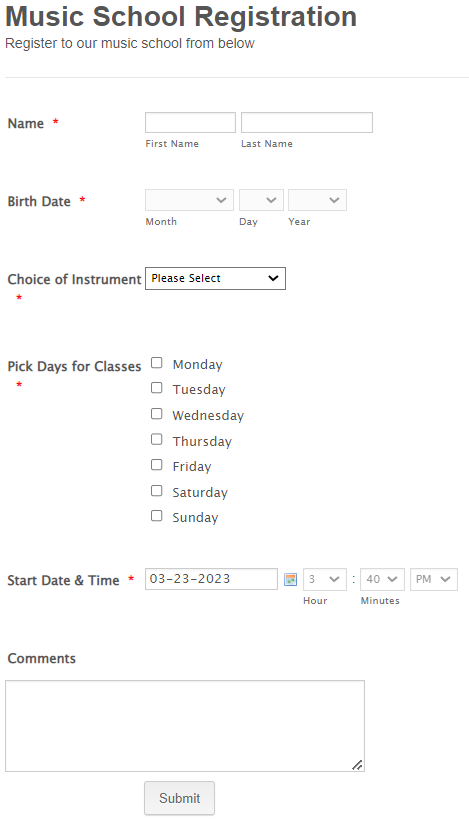 Music School Registration
Register to our music school from below
Name *
First Name Last Name
Birth Date *
Month Day Year
Choice of Instrument Please Select
*
Pick Days for Classes
*
Monday
Tuesday
Wednesday
Thursday
Friday
Saturday
Sunday
Start Date & Time * 03-23-2023 3 : 40 PM
Hour Minutes
Comments
Submit